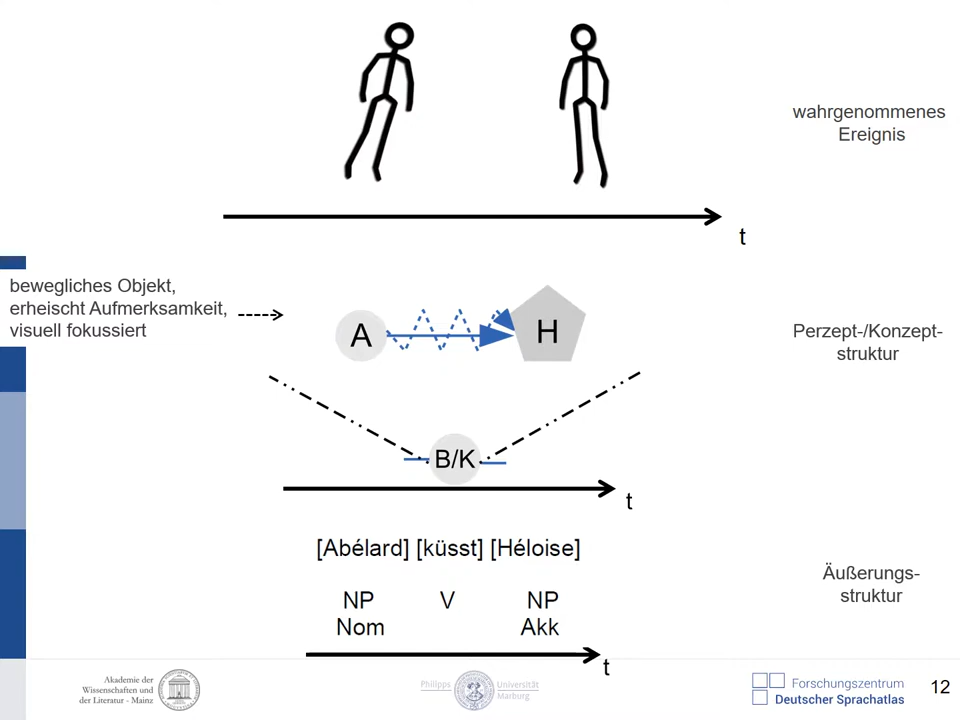 wahrgenommenes
Ereignis
t
bewegliches Objekt,
erheischt Aufmerksamkeit,
visuell fokussiert
A
H
Perzept-/Konzept-
struktur
B/K
t
[Abélard] [küsst] [Héloise]
NP V NP
Nom Akk
Äußerungs-
struktur
t
Akademie der
Wissenschaften und
der Literatur - Mainz
Philipps Universität
Marburg
Forschungszentrum
Deutscher Sprachatlas
12